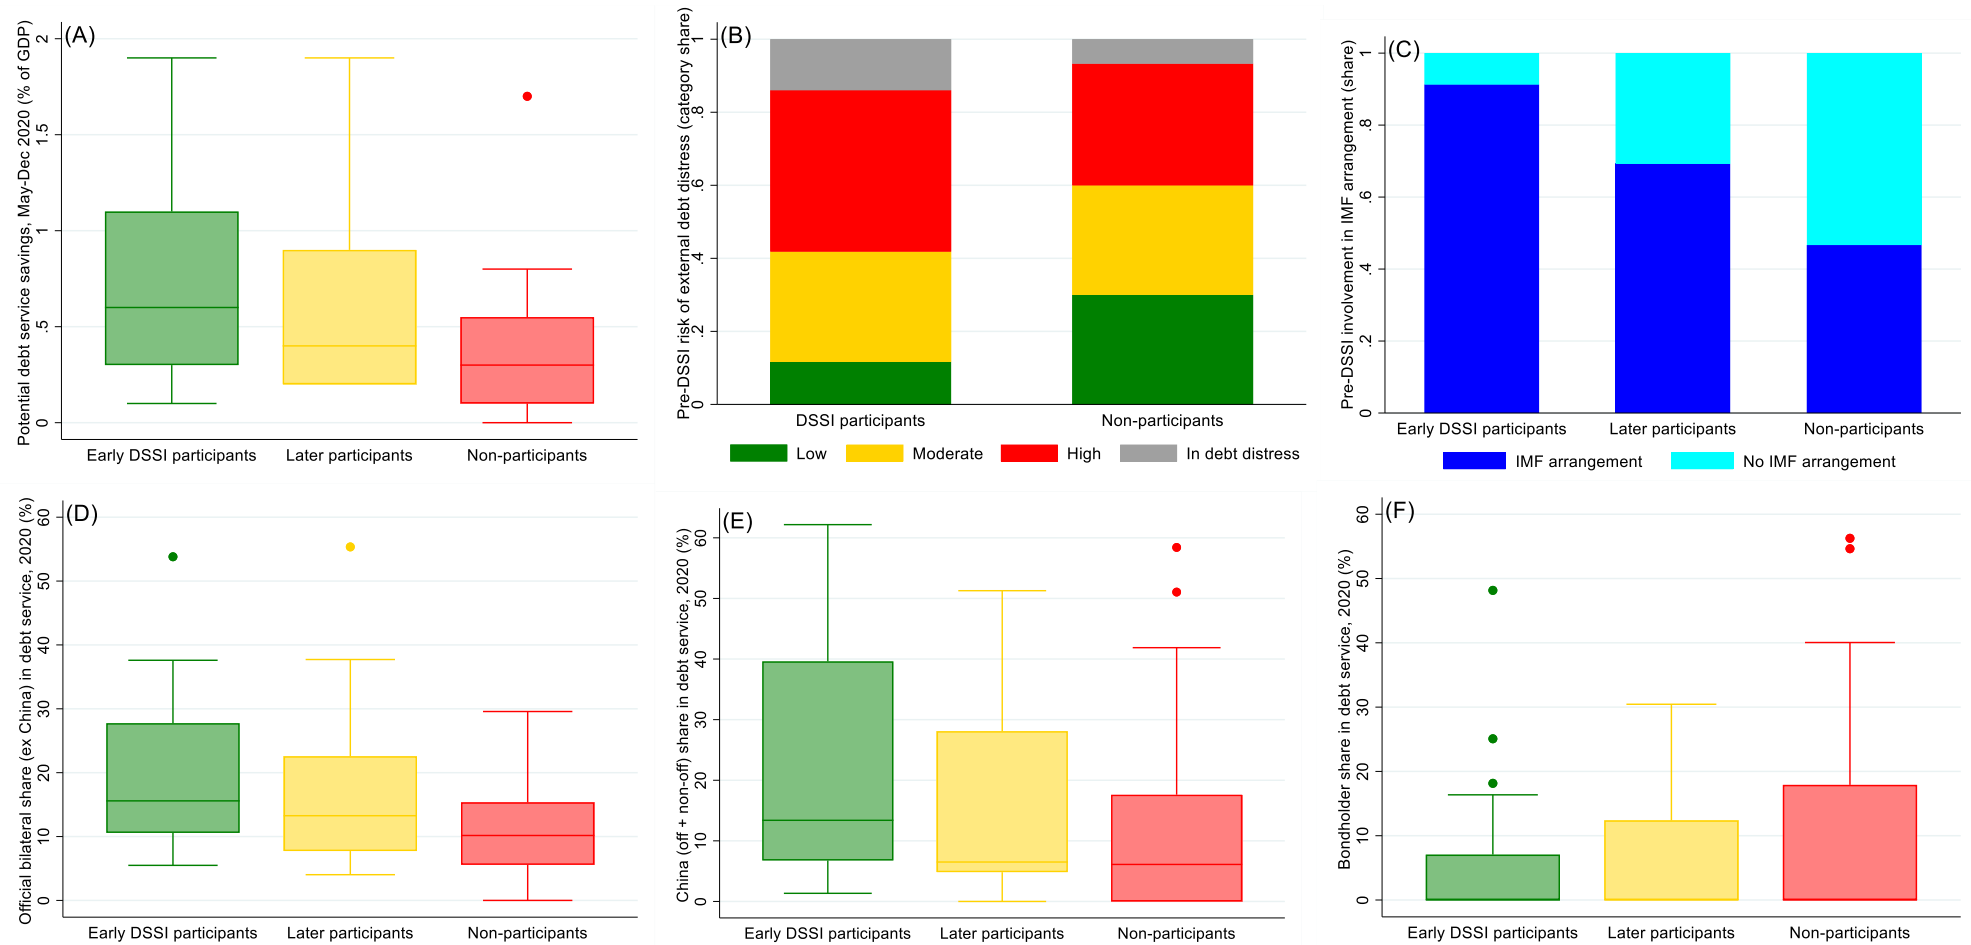 (A)
Potential debt service savings, May-Dec 2020 (% of GDP)
2
1.5
1
.5
0
Early DSSI participants
Later participants
Non-participants
(B)
Pre-DSSI risk of external debt distress (category share)
1
.8
.6
.4
.2
0
DSSI participants
Non-participants
Low
Moderate
High
In debt distress
(C)
Pre-DSSI involvement in IMF arrangement (share)
1
.8
.6
.4
.2
0
Early DSSI participants
Later participants
Non-participants
IMF arrangement
No IMF arrangement
(D)
Official bilateral share (ex China) in debt service, 2020 (%)
60
50
40
30
20
10
0
Early DSSI participants
Later participants
Non-participants
(E)
China (off + non-off) share in debt service, 2020 (%)
60
50
40
30
20
10
0
Early DSSI participants
Later participants
Non-participants
(F)
Bondholder share in debt service, 2020 (%)
60
50
40
30
20
10
0
Early DSSI participants
Later participants
Non-participants